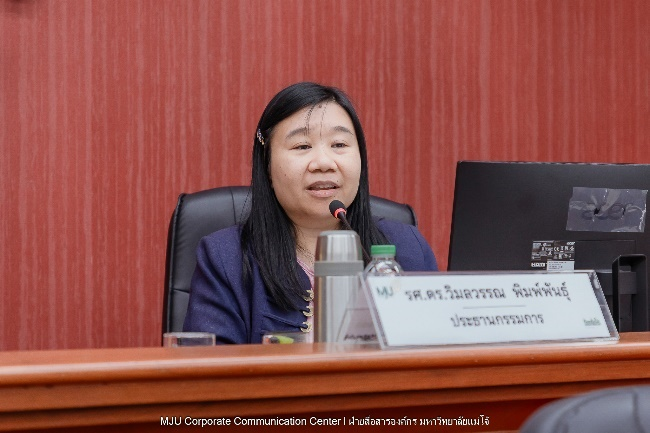 MJU
รศ.ดร.วิมลวรรณ พิมพ์พันธุ์
ประธานกรรมการ
MJU Corporate Communication Center l ฝ่ายสื่อสารองค์กร มหาวิทยาลัยแม่โจ้